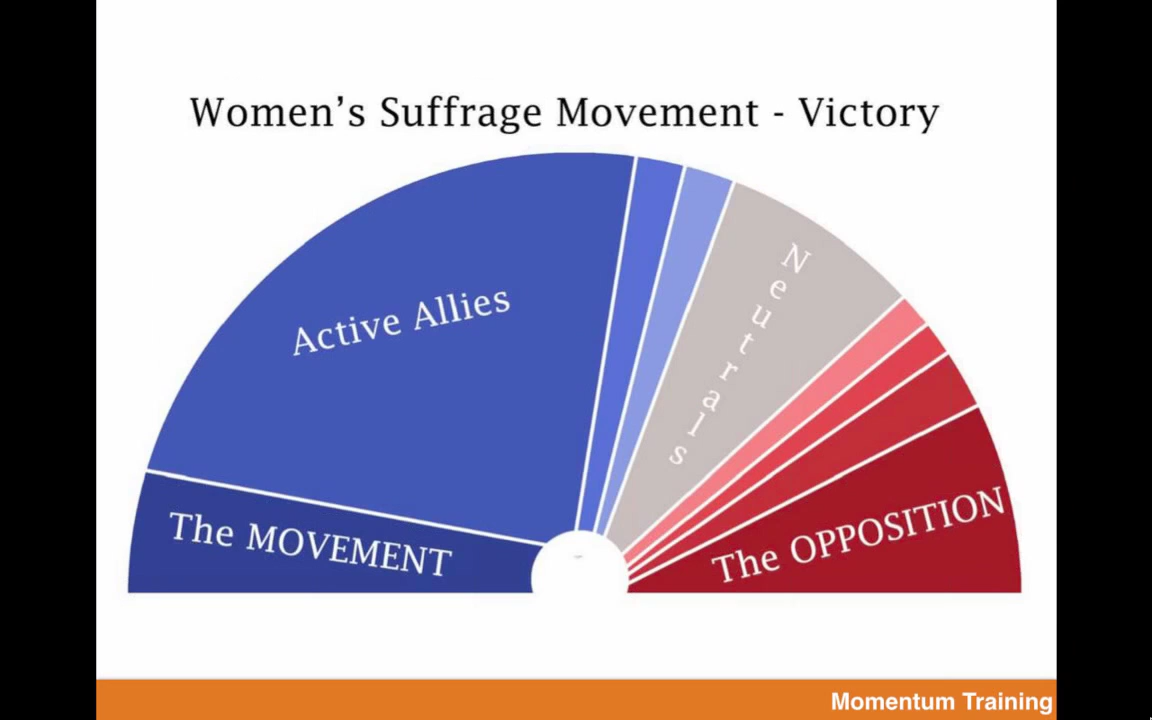 Women’s Suffrage Movement - Victory
Active Allies
Neutrals
The MOVEMENT
The OPPOSITION
Momentum Training